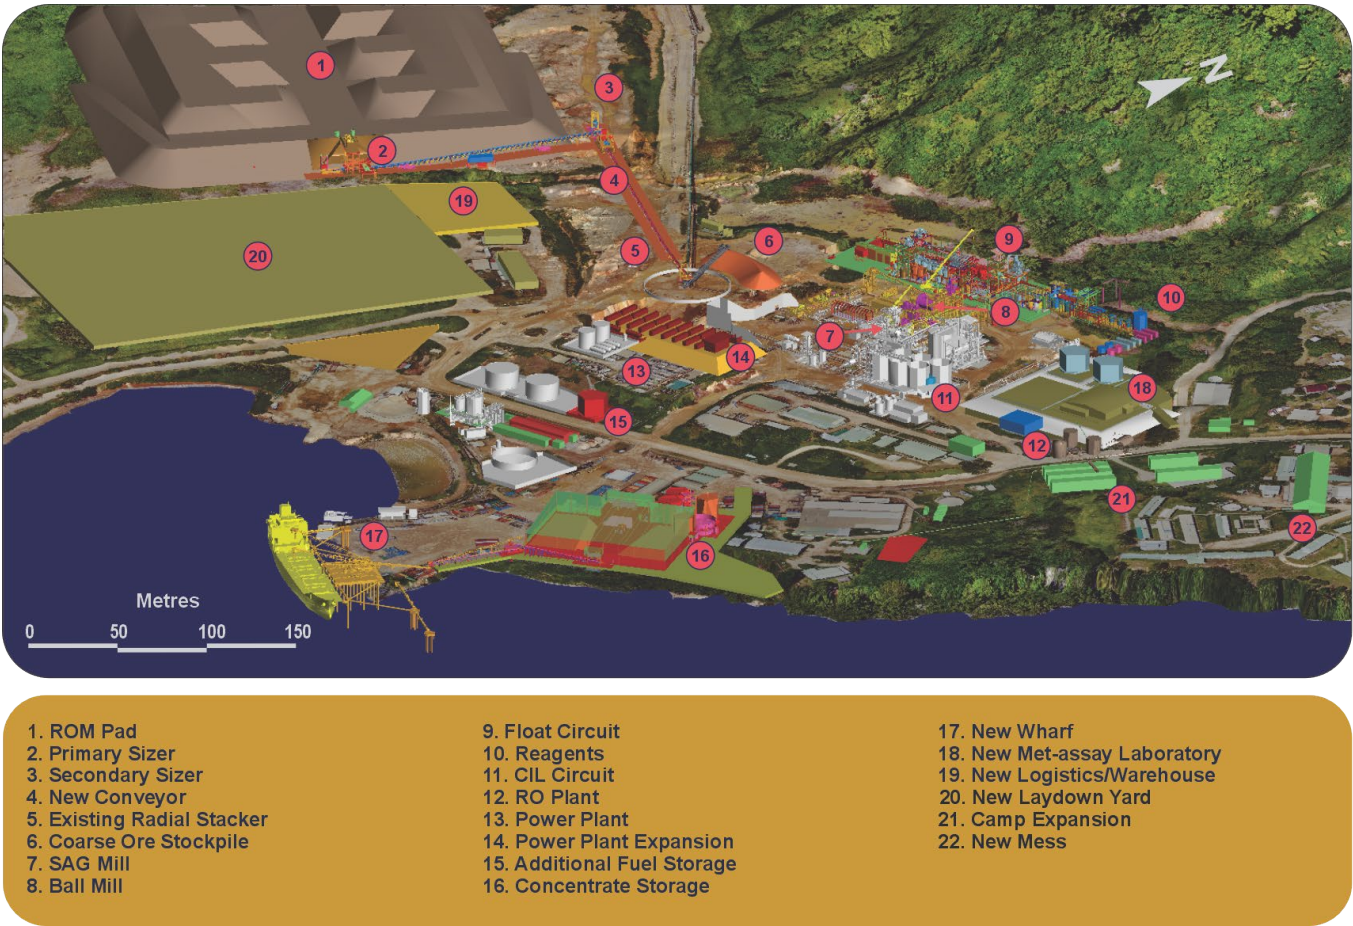 1
2
3
4
5
6
7
8
9
10
11
12
13
14
15
16
17
18
19
20
21
22
N
Metres
0 50 100 150
1. ROM Pad
2. Primary Sizer
3. Secondary Sizer
4. New Conveyor
5. Existing Radial Stacker
6. Coarse Ore Stockpile
7. SAG Mill
8. Ball Mill
9. Float Circuit
10. Reagents
11. CIL Circuit
12. RO Plant
13. Power Plant
14. Power Plant Expansion
15. Additional Fuel Storage
16. Concentrate Storage
17. New Wharf
18. New Met-assay Laboratory
19. New Logistics/Warehouse
20. New Laydown Yard
21. Camp Expansion
22. New Mess